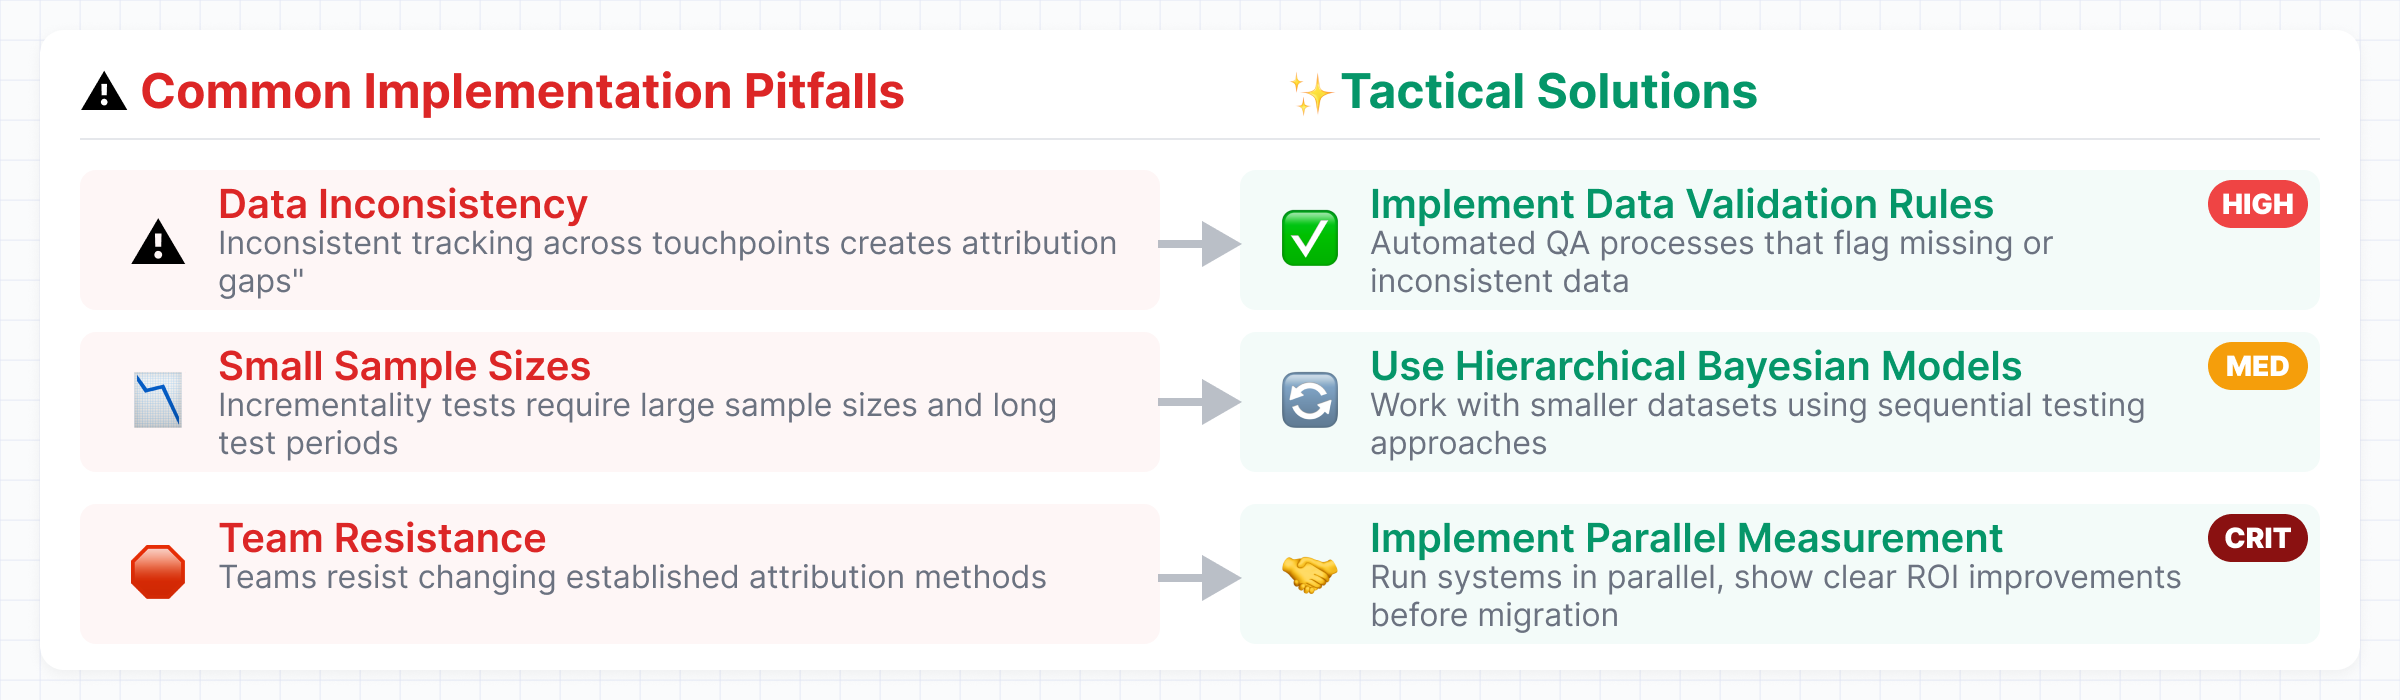 Common Implementation Pitfalls
Tactical Solutions
Data Inconsistency
Inconsistent tracking across touchpoints creates attribution
gaps"
Implement Data Validation Rules
HIGH
Automated QA processes that flag missing or
inconsistent data
Small Sample Sizes
Incrementality tests require large sample sizes and long
test periods
Use Hierarchical Bayesian Models
MED
Work with smaller datasets using sequential testing
approaches
Team Resistance
Teams resist changing established attribution methods
Implement Parallel Measurement
CRIT
Run systems in parallel, show clear ROI improvements
before migration